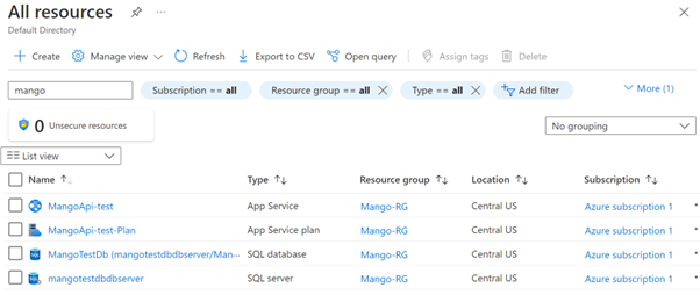 All resources
Default Directory
Create Manage view Refresh Export to CSV Open query Assign tags Delete
mango Subscription == all Resource group == all Type == all Add filter More (1)
0 Unsecure resources
No grouping
List view
Name Type Resource group Location Subscription
MangoApi-test App Service Mango-RG Central US Azure subscription 1
MangoApi-test-Plan App Service plan Mango-RG Central US Azure subscription 1
MangoTestDb (mangotestdbdbserver/Man... SQL database Mango-RG Central US Azure subscription 1
mangotestdbdbserver SQL server Mango-RG Central US Azure subscription 1